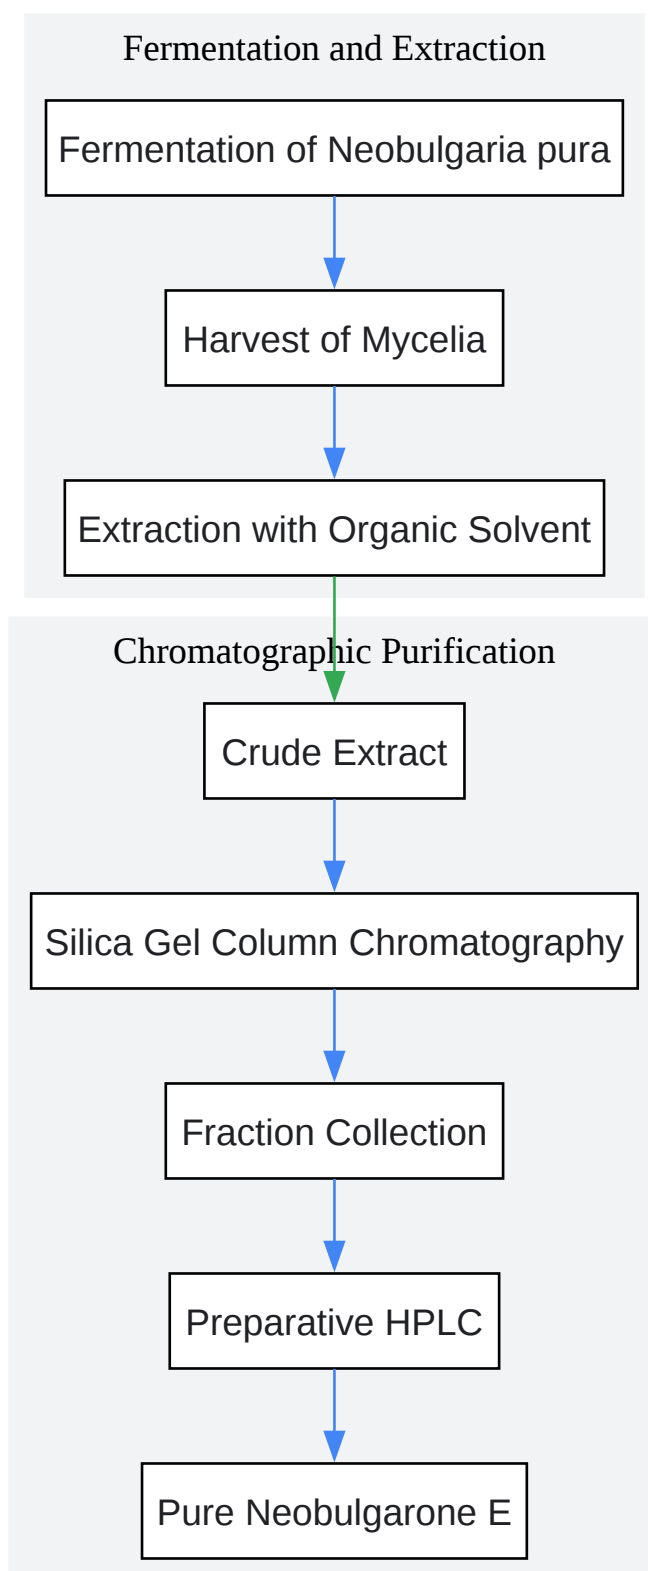 Fermentation and Extraction
Fermentation of Neobulgaria pura
Harvest of Mycelia
Extraction with Organic Solvent
Chromatographic Purification
Crude Extract
Silica Gel Column Chromatography
Fraction Collection
Preparative HPLC
Pure Neobulgarone E